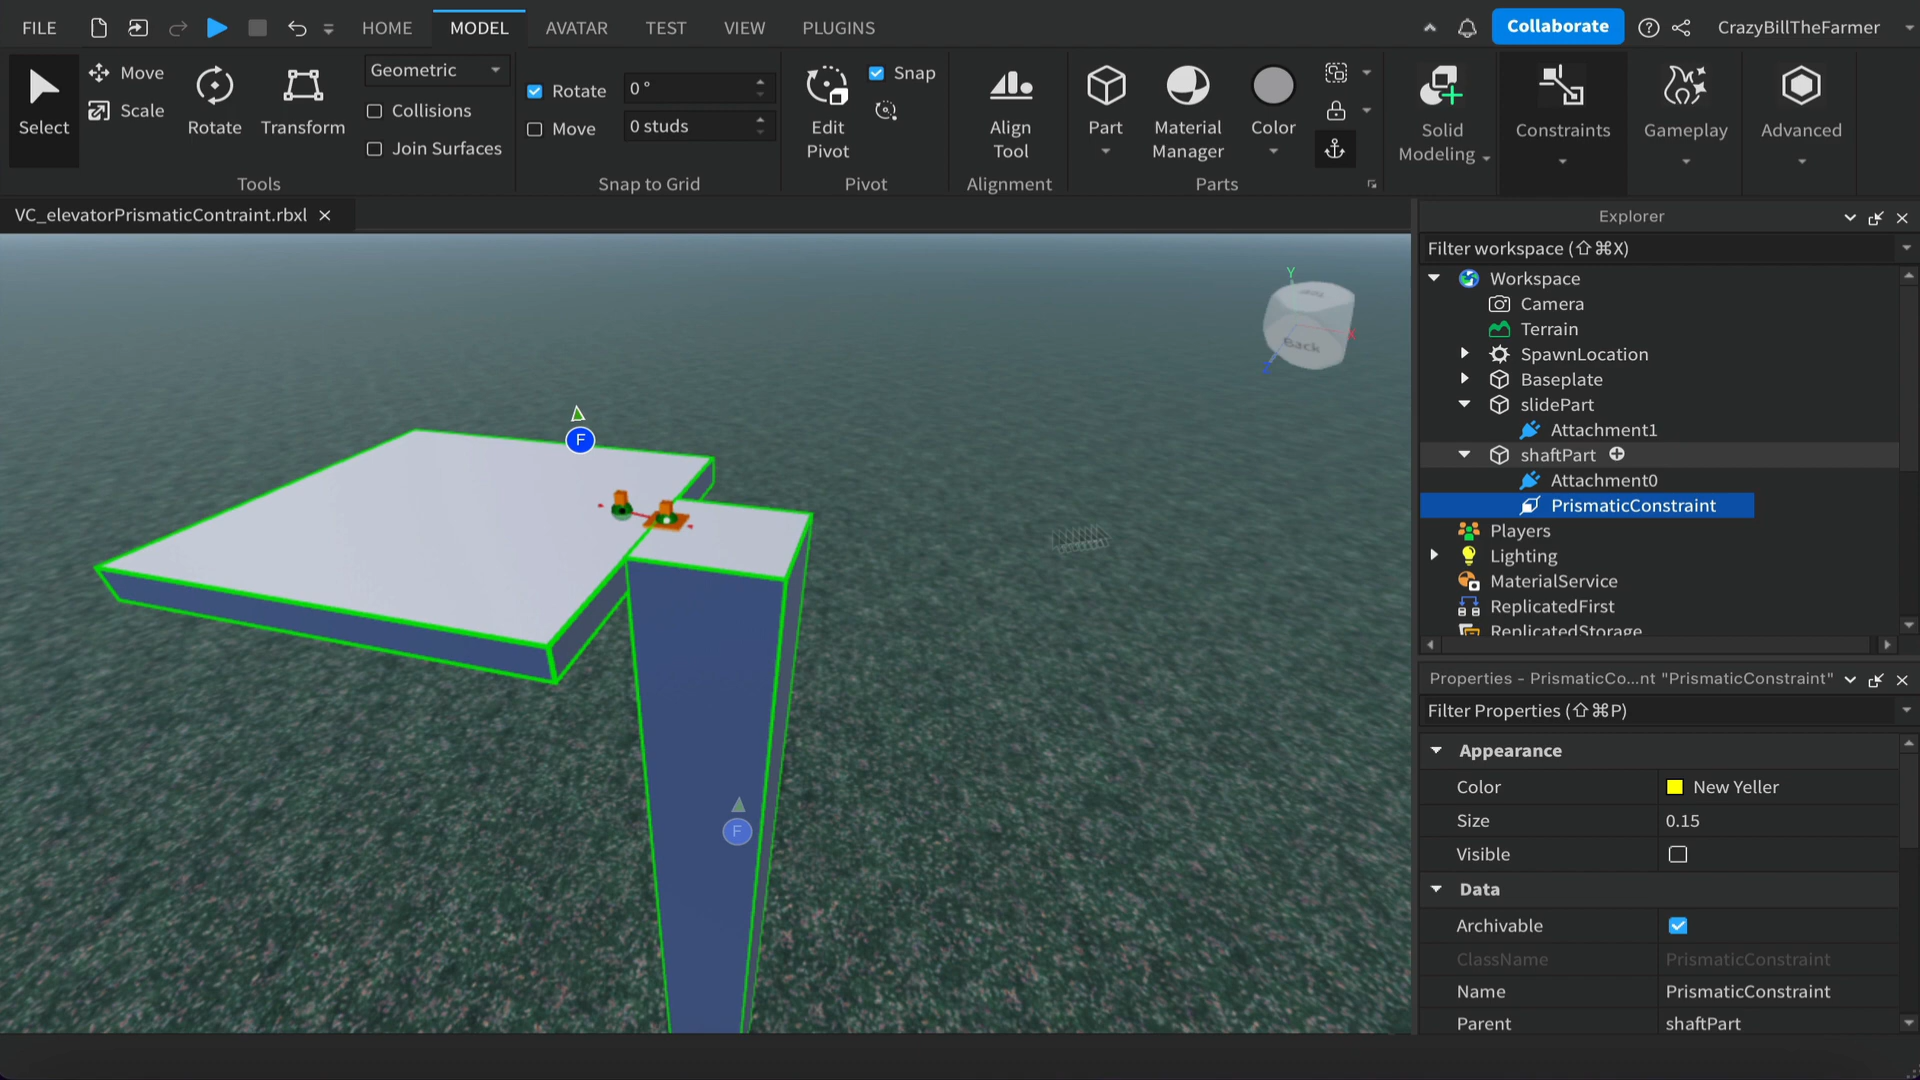 FILE
HOME
MODEL
AVATAR
TEST
VIEW
PLUGINS
Collaborate
CrazyBillTheFarmer
Select
Move
Scale
Rotate
Transform
Geometric
Collisions
Join Surfaces
Tools
Rotate
0 °
Move
0 studs
Snap to Grid
Edit
Pivot
Snap
Pivot
Align
Tool
Alignment
Part
Material
Manager
Color
Parts
Solid
Modeling
Constraints
Gameplay
Advanced
VC_elevatorPrismaticContraint.rbxl
Y
X
Z
Back
F
F
Explorer
Filter workspace (⇧⌘X)
Workspace
Camera
Terrain
SpawnLocation
Baseplate
slidePart
Attachment1
shaftPart
Attachment0
PrismaticConstraint
Players
Lighting
MaterialService
ReplicatedFirst
ReplicatedStorage
Properties - PrismaticCo...nt "PrismaticConstraint"
Filter Properties (⇧⌘P)
Appearance
Color New Yeller
Size 0.15
Visible
Data
Archivable
ClassName PrismaticConstraint
Name PrismaticConstraint
Parent shaftPart